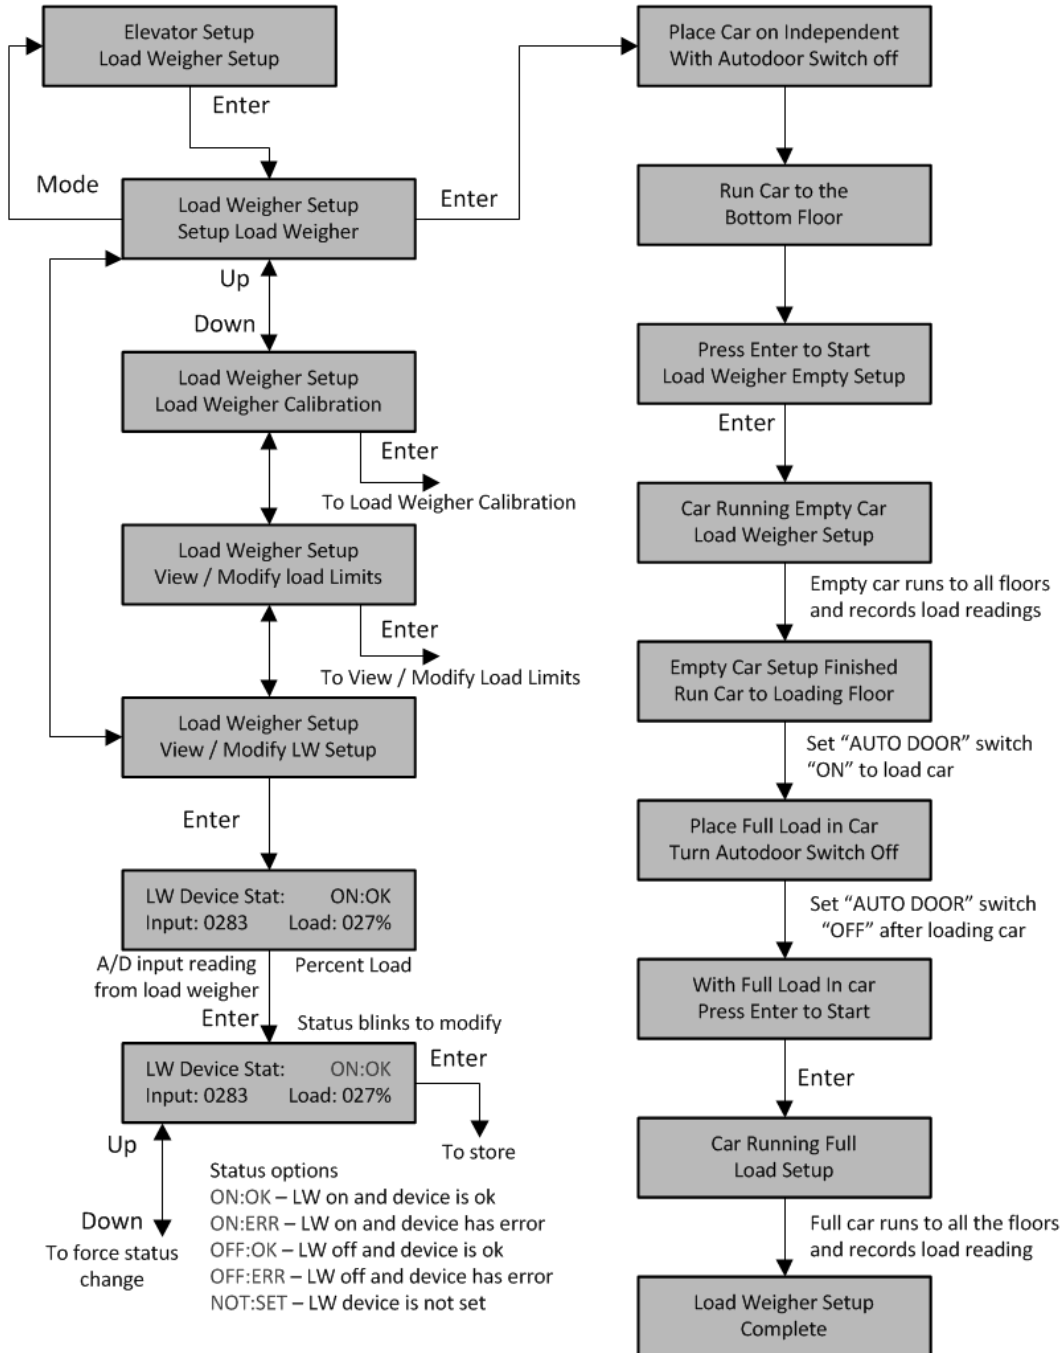 Elevator Setup
Load Weigher Setup
Enter
Mode
Load Weigher Setup
Setup Load Weigher
Enter
Up
Down
Load Weigher Setup
Load Weigher Calibration
Enter
To Load Weigher Calibration
Load Weigher Setup
View / Modify load Limits
Enter
To View / Modify Load Limits
Load Weigher Setup
View / Modify LW Setup
Enter
LW Device Stat: ON:OK
Input: 0283 Load: 027%
A/D input reading
from load weigher
Percent Load
Enter
Status blinks to modify
LW Device Stat: ON:OK
Input: 0283 Load: 027%
Enter
To store
Up
Down
To force status
change
Status options
ON:OK – LW on and device is ok
ON:ERR – LW on and device has error
OFF:OK – LW off and device is ok
OFF:ERR – LW off and device has error
NOT:SET – LW device is not set
Place Car on Independent
With Autodoor Switch off
Run Car to the
Bottom Floor
Press Enter to Start
Load Weigher Empty Setup
Enter
Car Running Empty Car
Load Weigher Setup
Empty car runs to all floors
and records load readings
Empty Car Setup Finished
Run Car to Loading Floor
Set “AUTO DOOR” switch
“ON” to load car
Place Full Load in Car
Turn Autodoor Switch Off
Set “AUTO DOOR” switch
“OFF” after loading car
With Full Load In car
Press Enter to Start
Enter
Car Running Full
Load Setup
Full car runs to all the floors
and records load reading
Load Weigher Setup
Complete